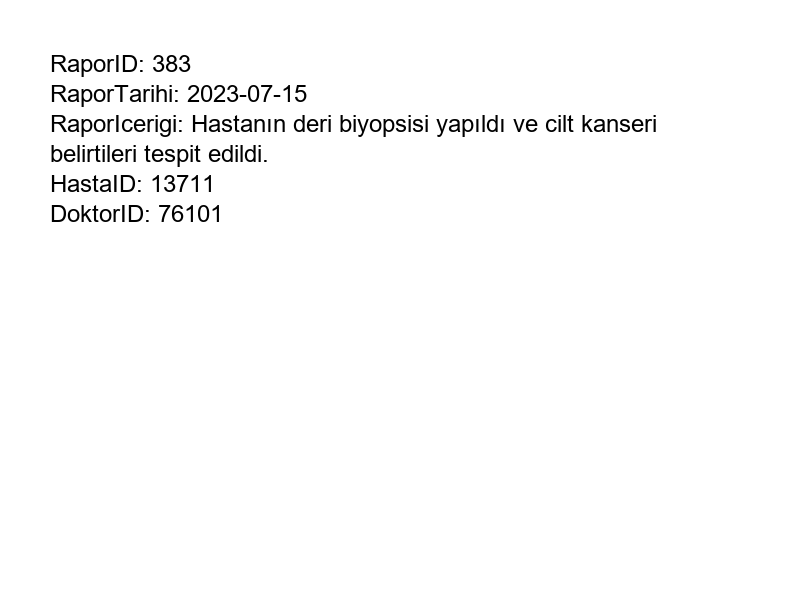 RaporID: 383
RaporTarihi: 2023-07-15
RaporIcerigi: Hastanın deri biyopsisi yapıldı ve cilt kanseri
belirtileri tespit edildi.
HastaID: 13711
DoktorID: 76101